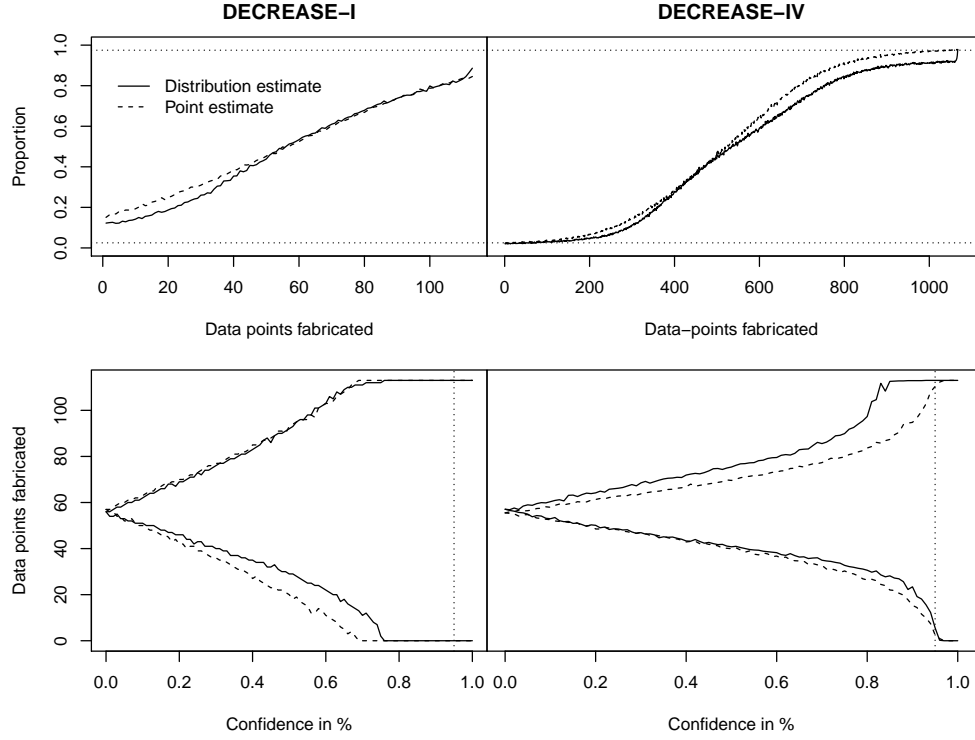 DECREASE−I
DECREASE−IV
Proportion
0.0 0.2 0.4 0.6 0.8 1.0
Distribution estimate
Point estimate
0 20 40 60 80 100
0 200 400 600 800 1000
Data points fabricated
Data−points fabricated
Data points fabricated
0 20 40 60 80 100
0.0 0.2 0.4 0.6 0.8 1.0
0.0 0.2 0.4 0.6 0.8 1.0
Confidence in %
Confidence in %